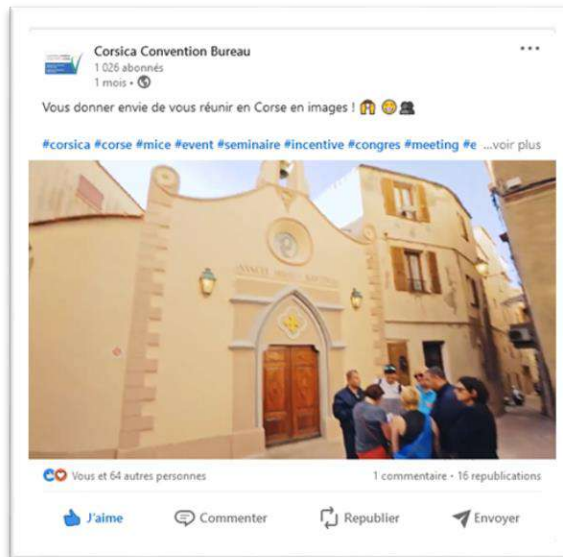 Corsica Convention Bureau
1 026 abonnés
1 mois •
Vous donner envie de vous réunir en Corse en images !
#corsica #corse #mice #event #seminaire #incentive #congres #meeting #e ...voir plus
Vous et 64 autres personnes
1 commentaire • 16 republications
J'aime
Commenter
Republier
Envoyer